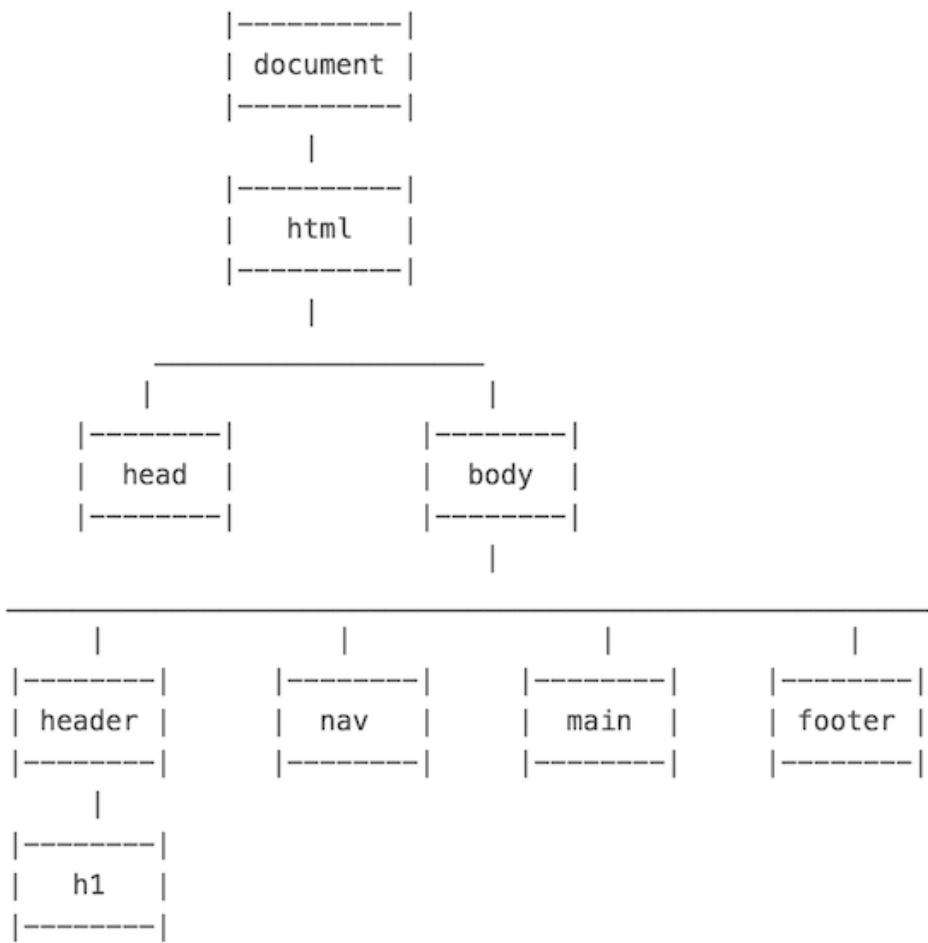 document
html
head body
header nav main footer
h1